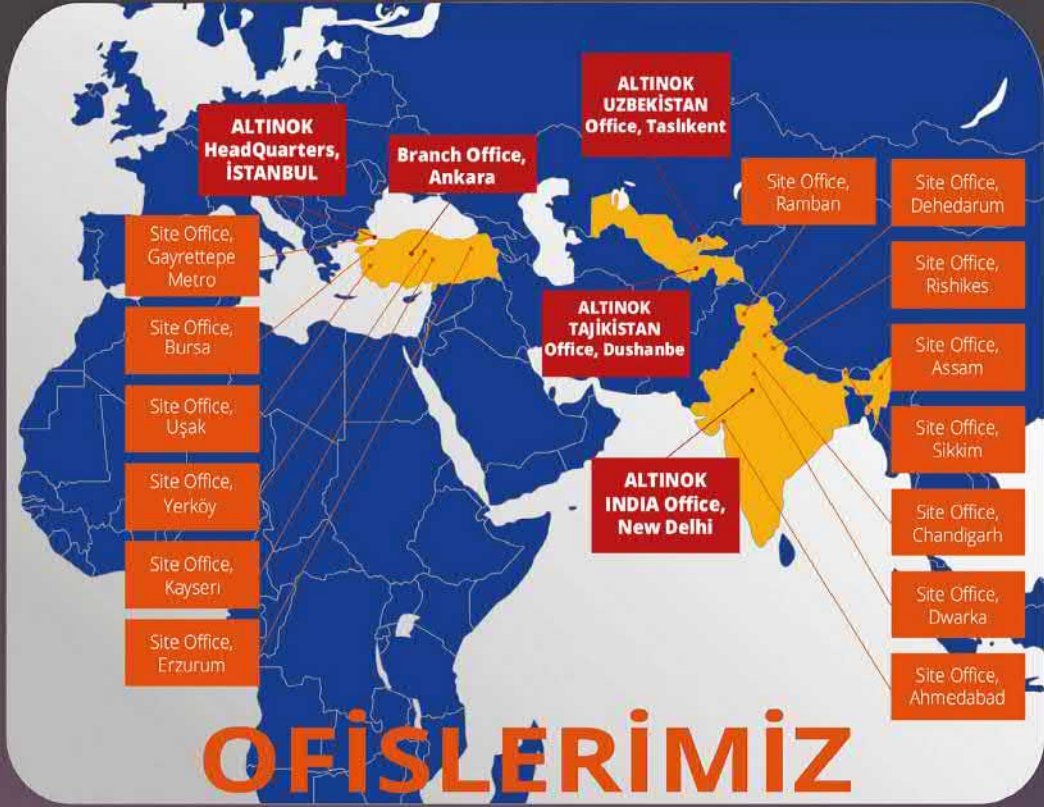 ALTINOK
HeadQuarters,
İSTANBUL
Branch Office,
Ankara
ALTINOK
UZBEKİSTAN
Office, Taslıkent
Site Office,
Ramban
Site Office,
Dehedarum
Site Office,
Gayrettepe
Metro
Site Office,
Rishikes
ALTINOK
TAJİKİSTAN
Office, Dushanbe
Site Office,
Bursa
Site Office,
Assam
Site Office,
Uşak
Site Office,
Sikkim
ALTINOK
INDIA Office,
New Delhi
Site Office,
Yerköy
Site Office,
Chandigarh
Site Office,
Kayseri
Site Office,
Dwarka
Site Office,
Erzurum
Site Office,
Ahmedabad
OFİSLERİMİZ